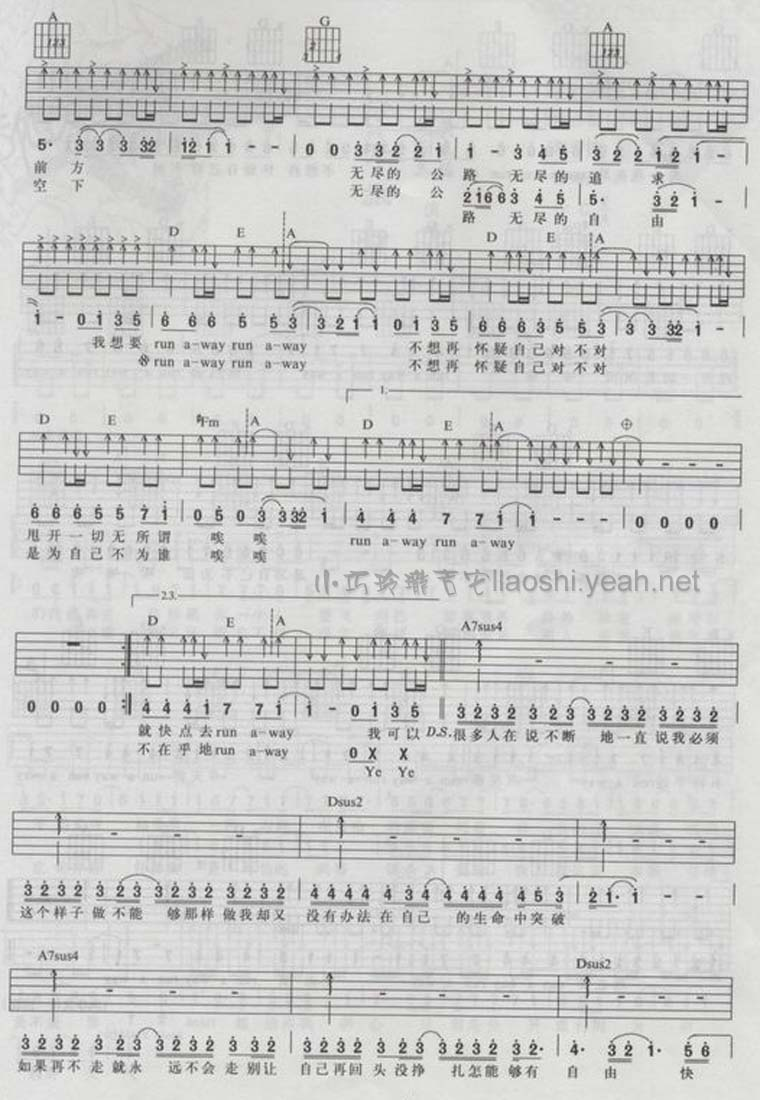 A G A
5· 3 3 3 32 | 12 1 1 - | 0 0 3 3 2 2 1 | 1 - 3 4 5 | 3 2 2 1 2 1 -
前方 无尽的公路 无尽的追求
空下 无尽的公 2 1 6 6 3 4 5 | 5· 3 2 1 -
路 无尽的自由
D E A D E A
1 - 0 1 3 5 | 6 6 6 5 5 3 | 3 2 1 1 0 1 3 5 | 6 6 6 3 5 5 3 | 3 3 32 1 -
我想要 run a-way run a-way 不想再 怀疑自己对不对
run a-way run a-way 不想再 怀疑自己对不对
1.
D E #Fm A D E A
6 6 6 5 5 7 1 | 0 5 0 3 3 32 1 | 4 4 4 7 7 1 | 1 - - - | 0 0 0 0
甩开一切无所谓 唉 唉 run a-way run a-way
是为自己不为谁 唉 唉
小巧玲珑吉它llaoshi.yeah.net
2.3.
D E A A7sus4
0 0 0 0 :| 4 4 4 1 7 7 1 | 1 - 0 1 3 5 | 3 2 3 2 3 2 3 3 2 3 2 3 2 3 2
就快点去run a-way 我可以 D.S. 很多人在说不断 地一直说我必须
不在乎地run a-way 0 X X
Ye Ye
Dsus2
3 2 3 2 3 2 3 3 2 3 2 3 2 3 2 | 4 4 4 4 4 3 4 4 4 4 4 4 5 3 | 2 1· 1 -
这个样子做不能 够那样做我却又 没有办法在自己 的生命中突破
A7sus4 Dsus2
3 2 3 2 3 2 3 3 2 3 2 3 2 3 2 | 3 2 3 2 3 2 3 3 2 3 2 3 2· | 4· 3 2 1· 5 6
如果再不走就永 远不会走别让 自己再回头没挣 扎怎能够有 自由 快